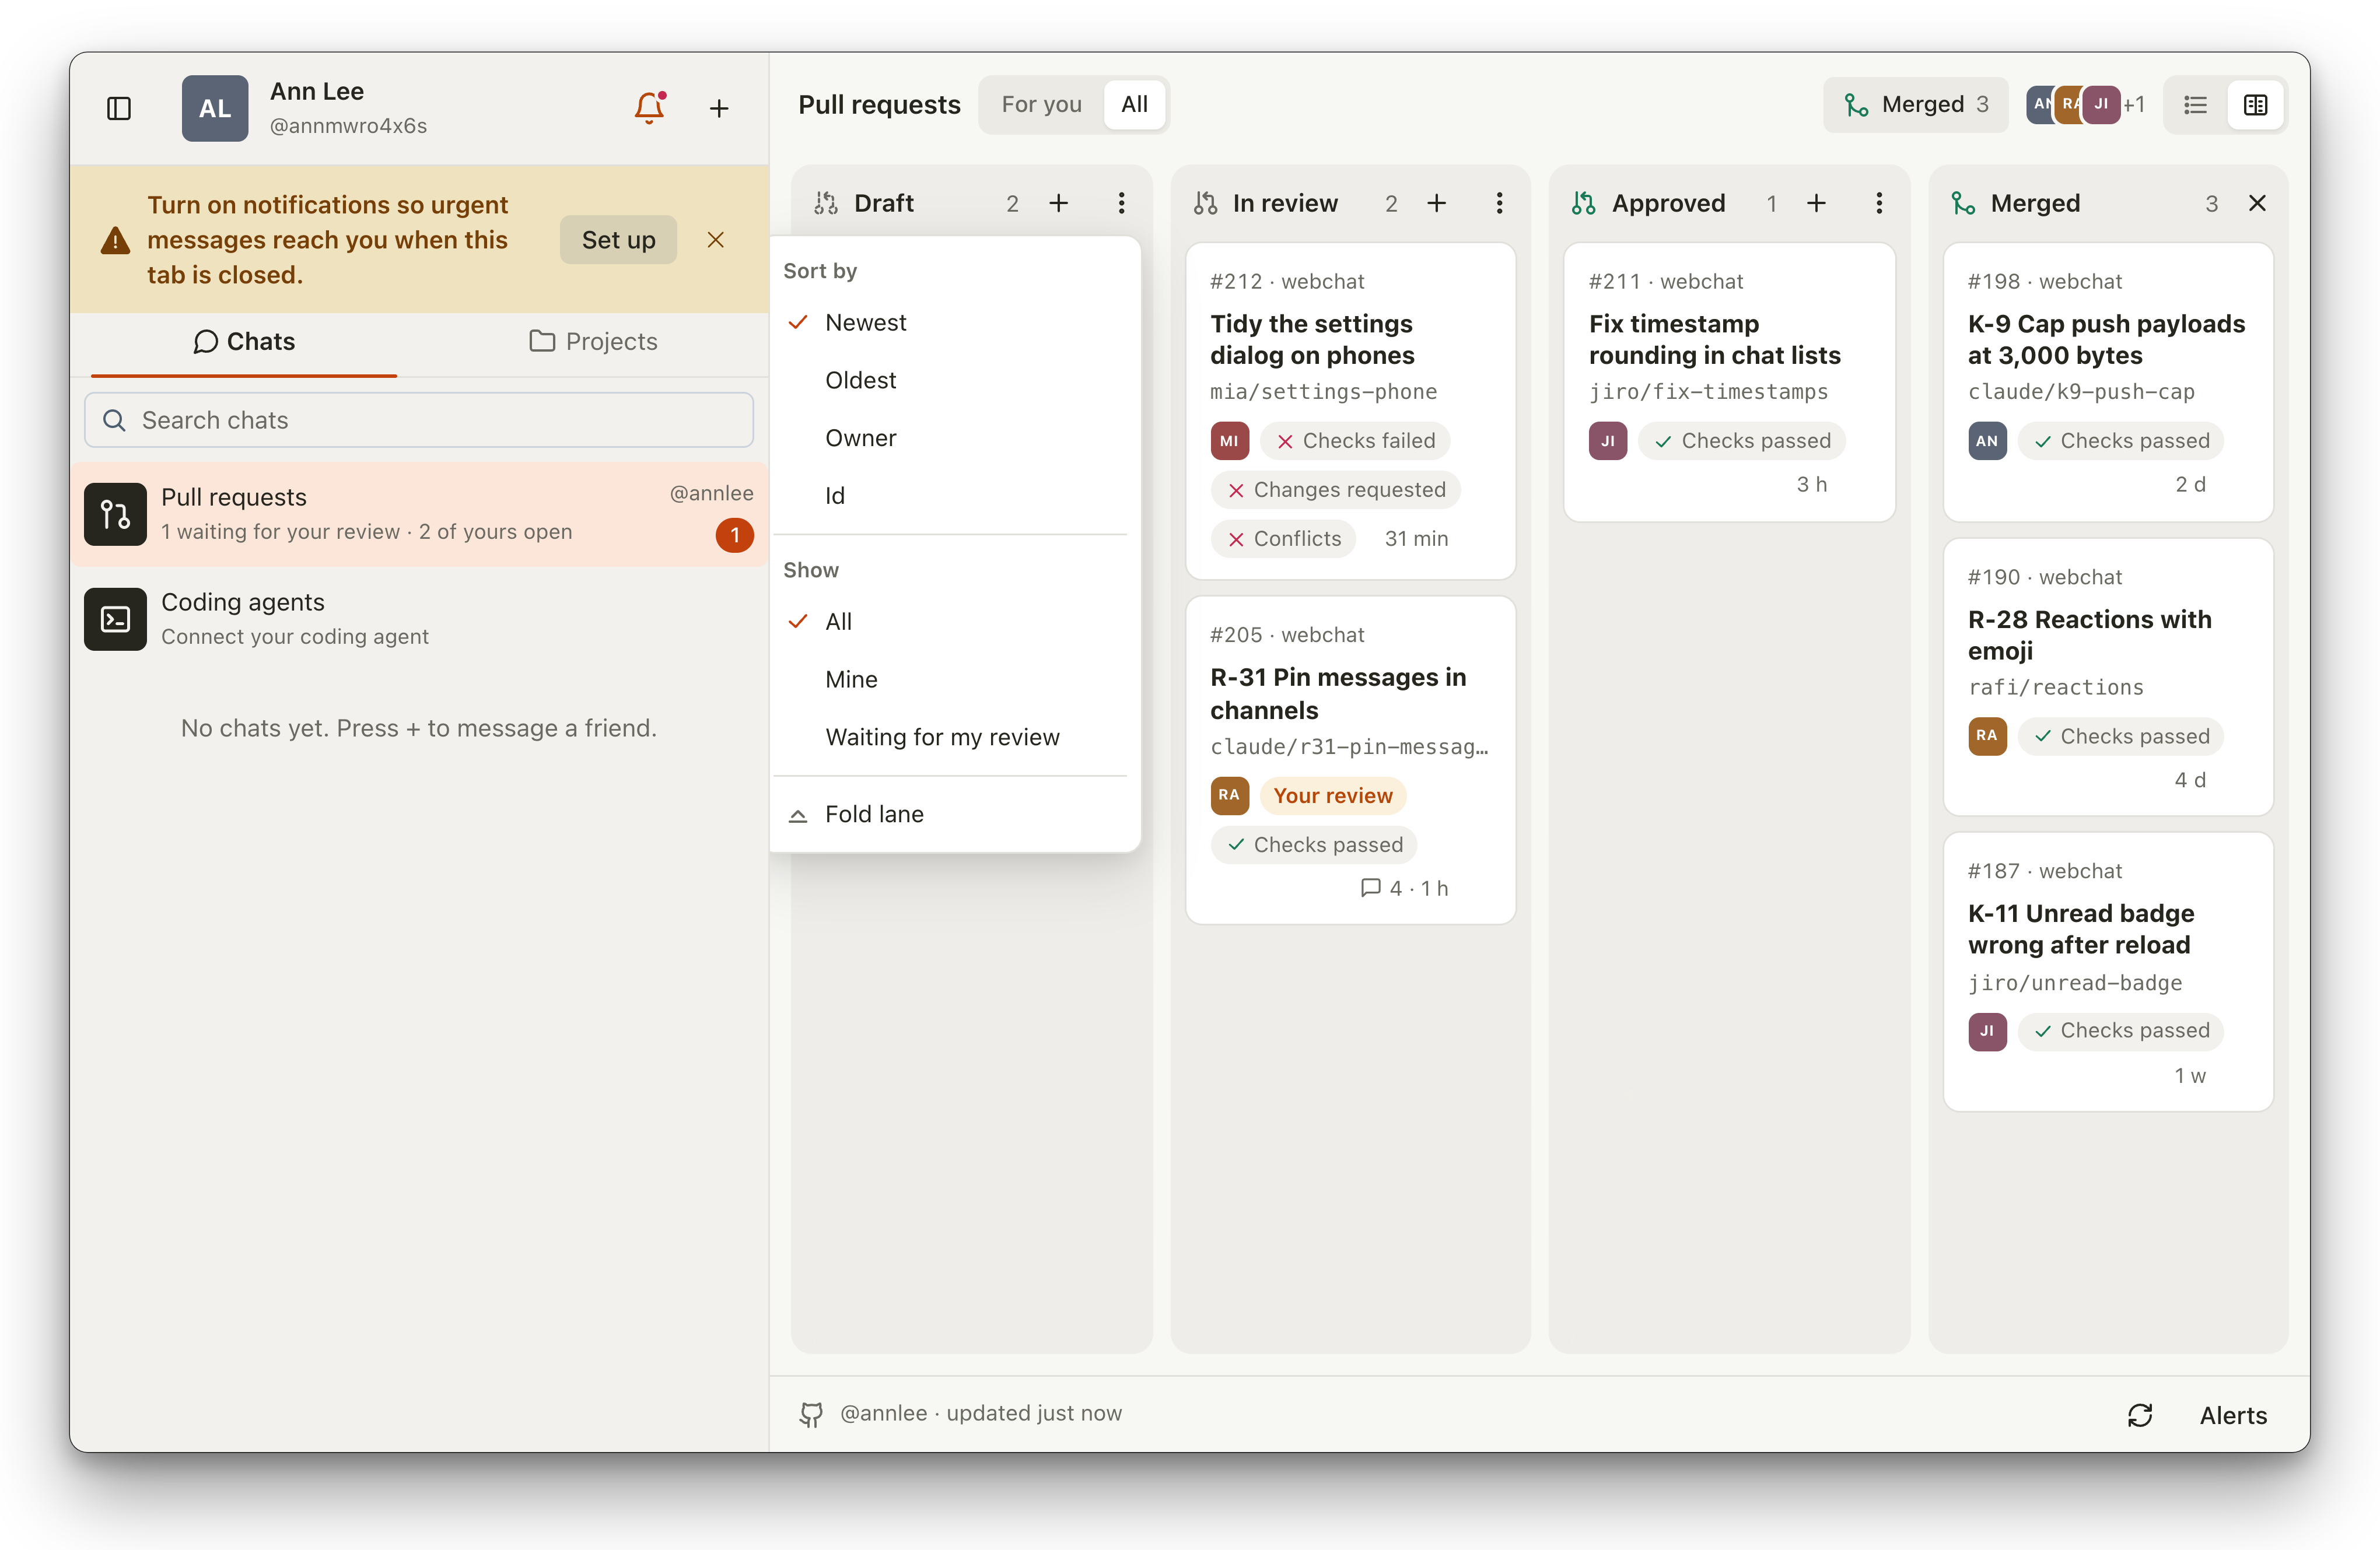 AL
Ann Lee
@annmwro4x6s
Turn on notifications so urgent
messages reach you when this
tab is closed.
Set up
Chats
Projects
Search chats
Pull requests
@annlee
1 waiting for your review · 2 of yours open
1
Coding agents
Connect your coding agent
No chats yet. Press + to message a friend.
Pull requests
For you
All
Merged 3
AN
RA
JI
+1
Draft 2
Sort by
Newest
Oldest
Owner
Id
Show
All
Mine
Waiting for my review
Fold lane
In review 2
#212 · webchat
Tidy the settings
dialog on phones
mia/settings-phone
MI
Checks failed
Changes requested
Conflicts
31 min
#205 · webchat
R-31 Pin messages in
channels
claude/r31-pin-messag…
RA
Your review
Checks passed
4 · 1 h
Approved 1
#211 · webchat
Fix timestamp
rounding in chat lists
jiro/fix-timestamps
JI
Checks passed
3 h
Merged 3
#198 · webchat
K-9 Cap push payloads
at 3,000 bytes
claude/k9-push-cap
AN
Checks passed
2 d
#190 · webchat
R-28 Reactions with
emoji
rafi/reactions
RA
Checks passed
4 d
#187 · webchat
K-11 Unread badge
wrong after reload
jiro/unread-badge
JI
Checks passed
1 w
@annlee · updated just now
Alerts